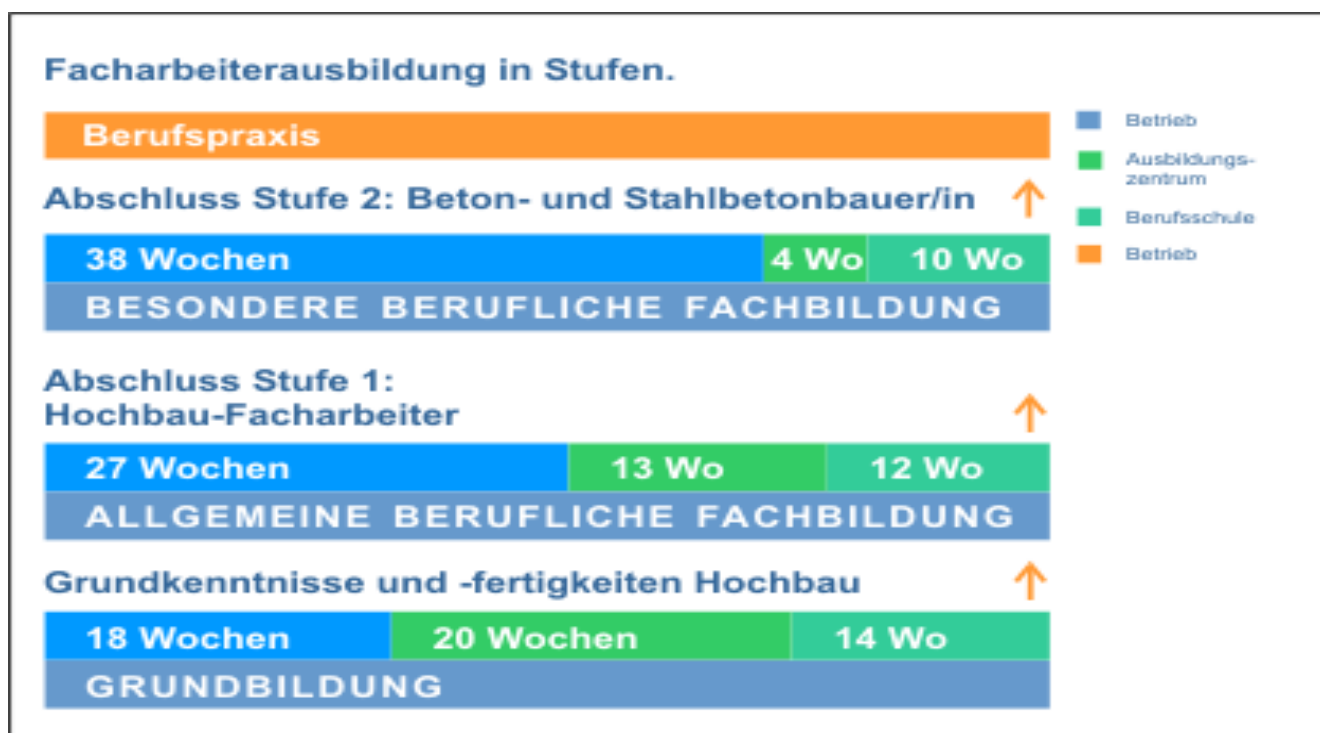 Facharbeiterausbildung in Stufen.
Berufspraxis
Abschluss Stufe 2: Beton- und Stahlbetonbauer/in
38 Wochen 4 Wo 10 Wo
BESONDERE BERUFLICHE FACHBILDUNG
Abschluss Stufe 1:
Hochbau-Facharbeiter
27 Wochen 13 Wo 12 Wo
ALLGEMEINE BERUFLICHE FACHBILDUNG
Grundkenntnisse und -fertigkeiten Hochbau
18 Wochen 20 Wochen 14 Wo
GRUNDBILDUNG
Betrieb
Ausbildungs-
zentrum
Berufsschule
Betrieb